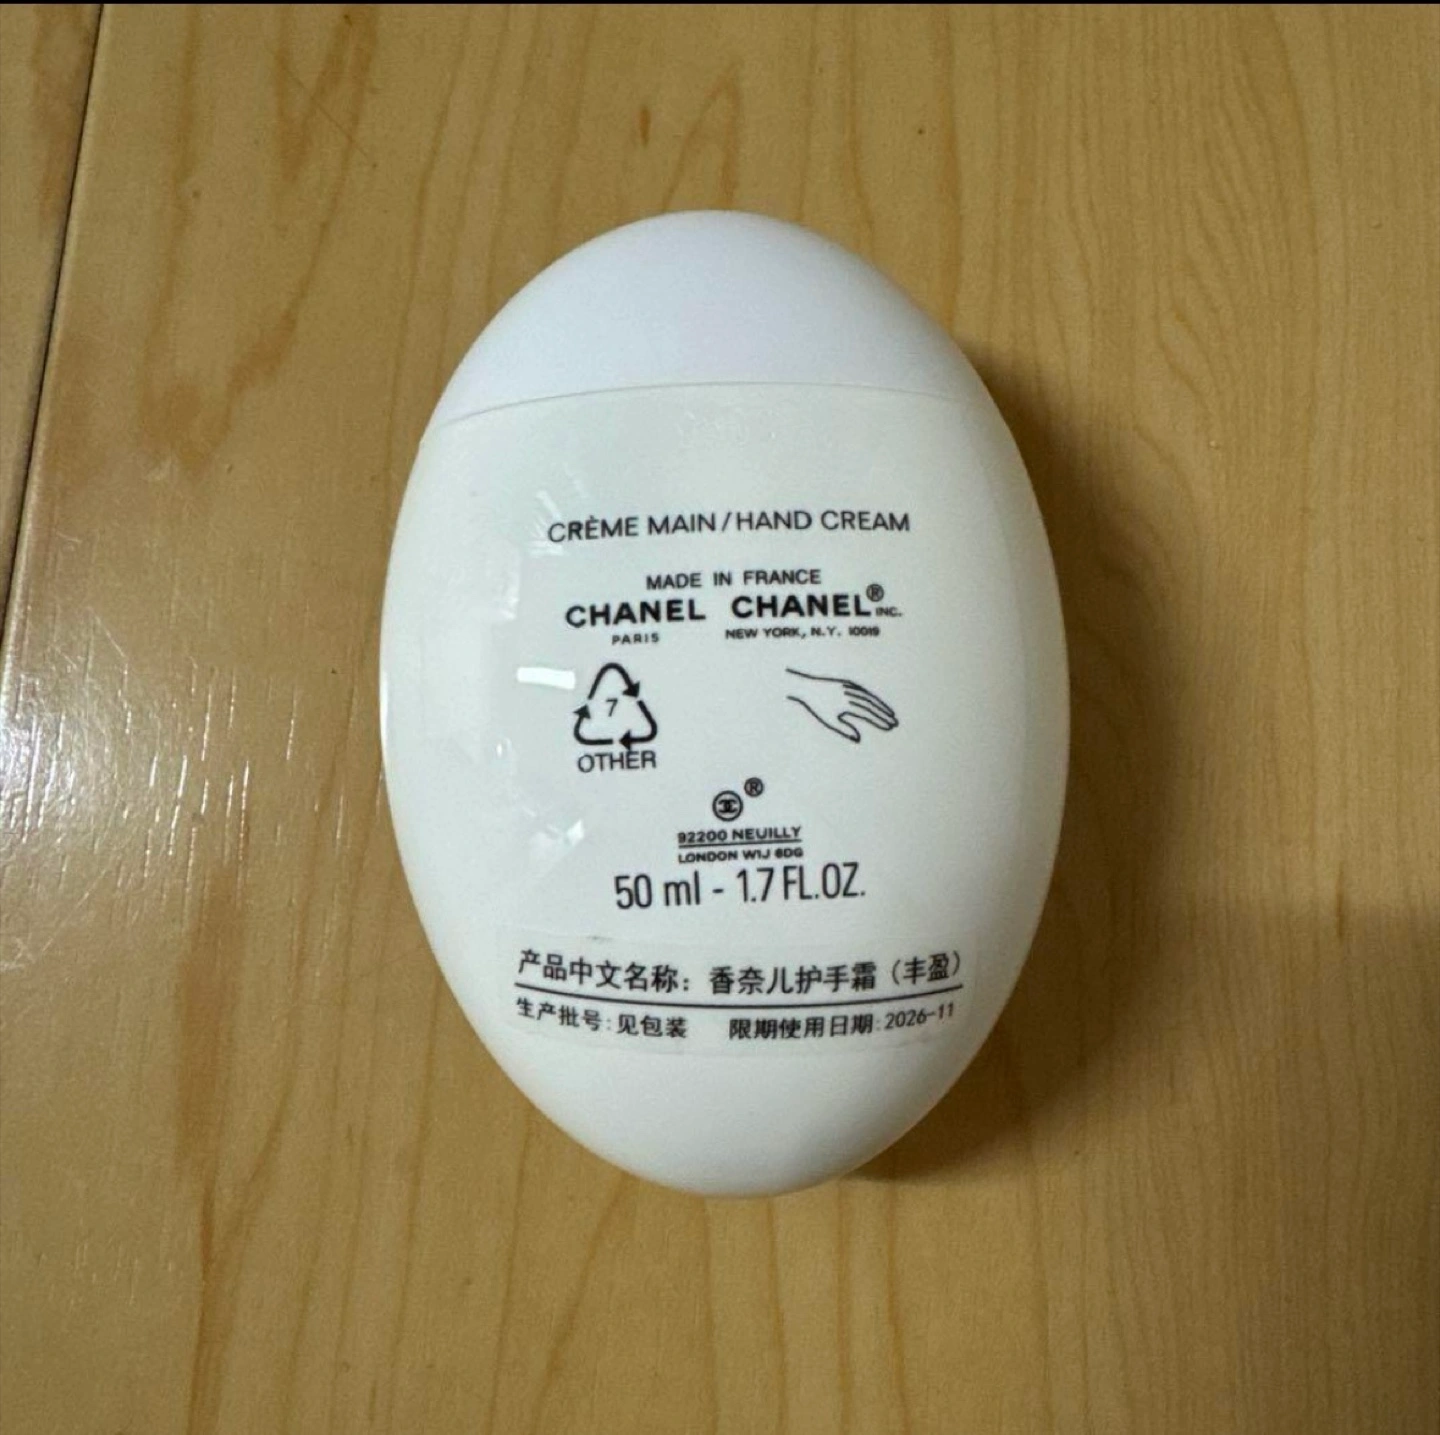 CRÈME MAIN/HAND CREAM
MADE IN FRANCE
CHANEL CHANEL® INC.
PARIS NEW YORK, N.Y. 10019
7
OTHER
®
92200 NEUILLY
LONDON W1J 6DG
50 ml - 1.7 FL.OZ.
产品中文名称：香奈儿护手霜（丰盈）
生产批号:见包装 限期使用日期:2026-11